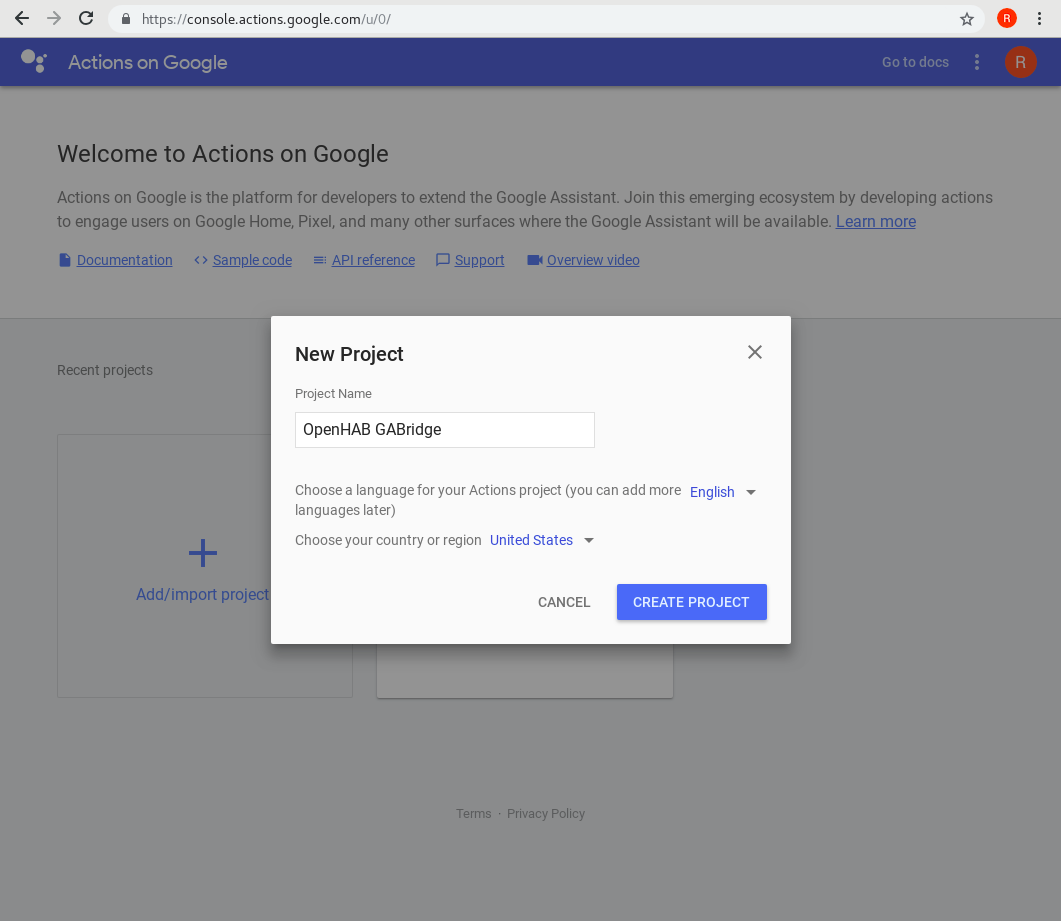 https://console.actions.google.com/u/0/
R
Actions on Google
Go to docs
R
Welcome to Actions on Google
Actions on Google is the platform for developers to extend the Google Assistant. Join this emerging ecosystem by developing actions
to engage users on Google Home, Pixel, and many other surfaces where the Google Assistant will be available. Learn more
Documentation
Sample code
API reference
Support
Overview video
Recent projects
Add/import project
New Project
Project Name
OpenHAB GABridge
Choose a language for your Actions project (you can add more
languages later)
English
Choose your country or region
United States
CANCEL
CREATE PROJECT
Terms · Privacy Policy